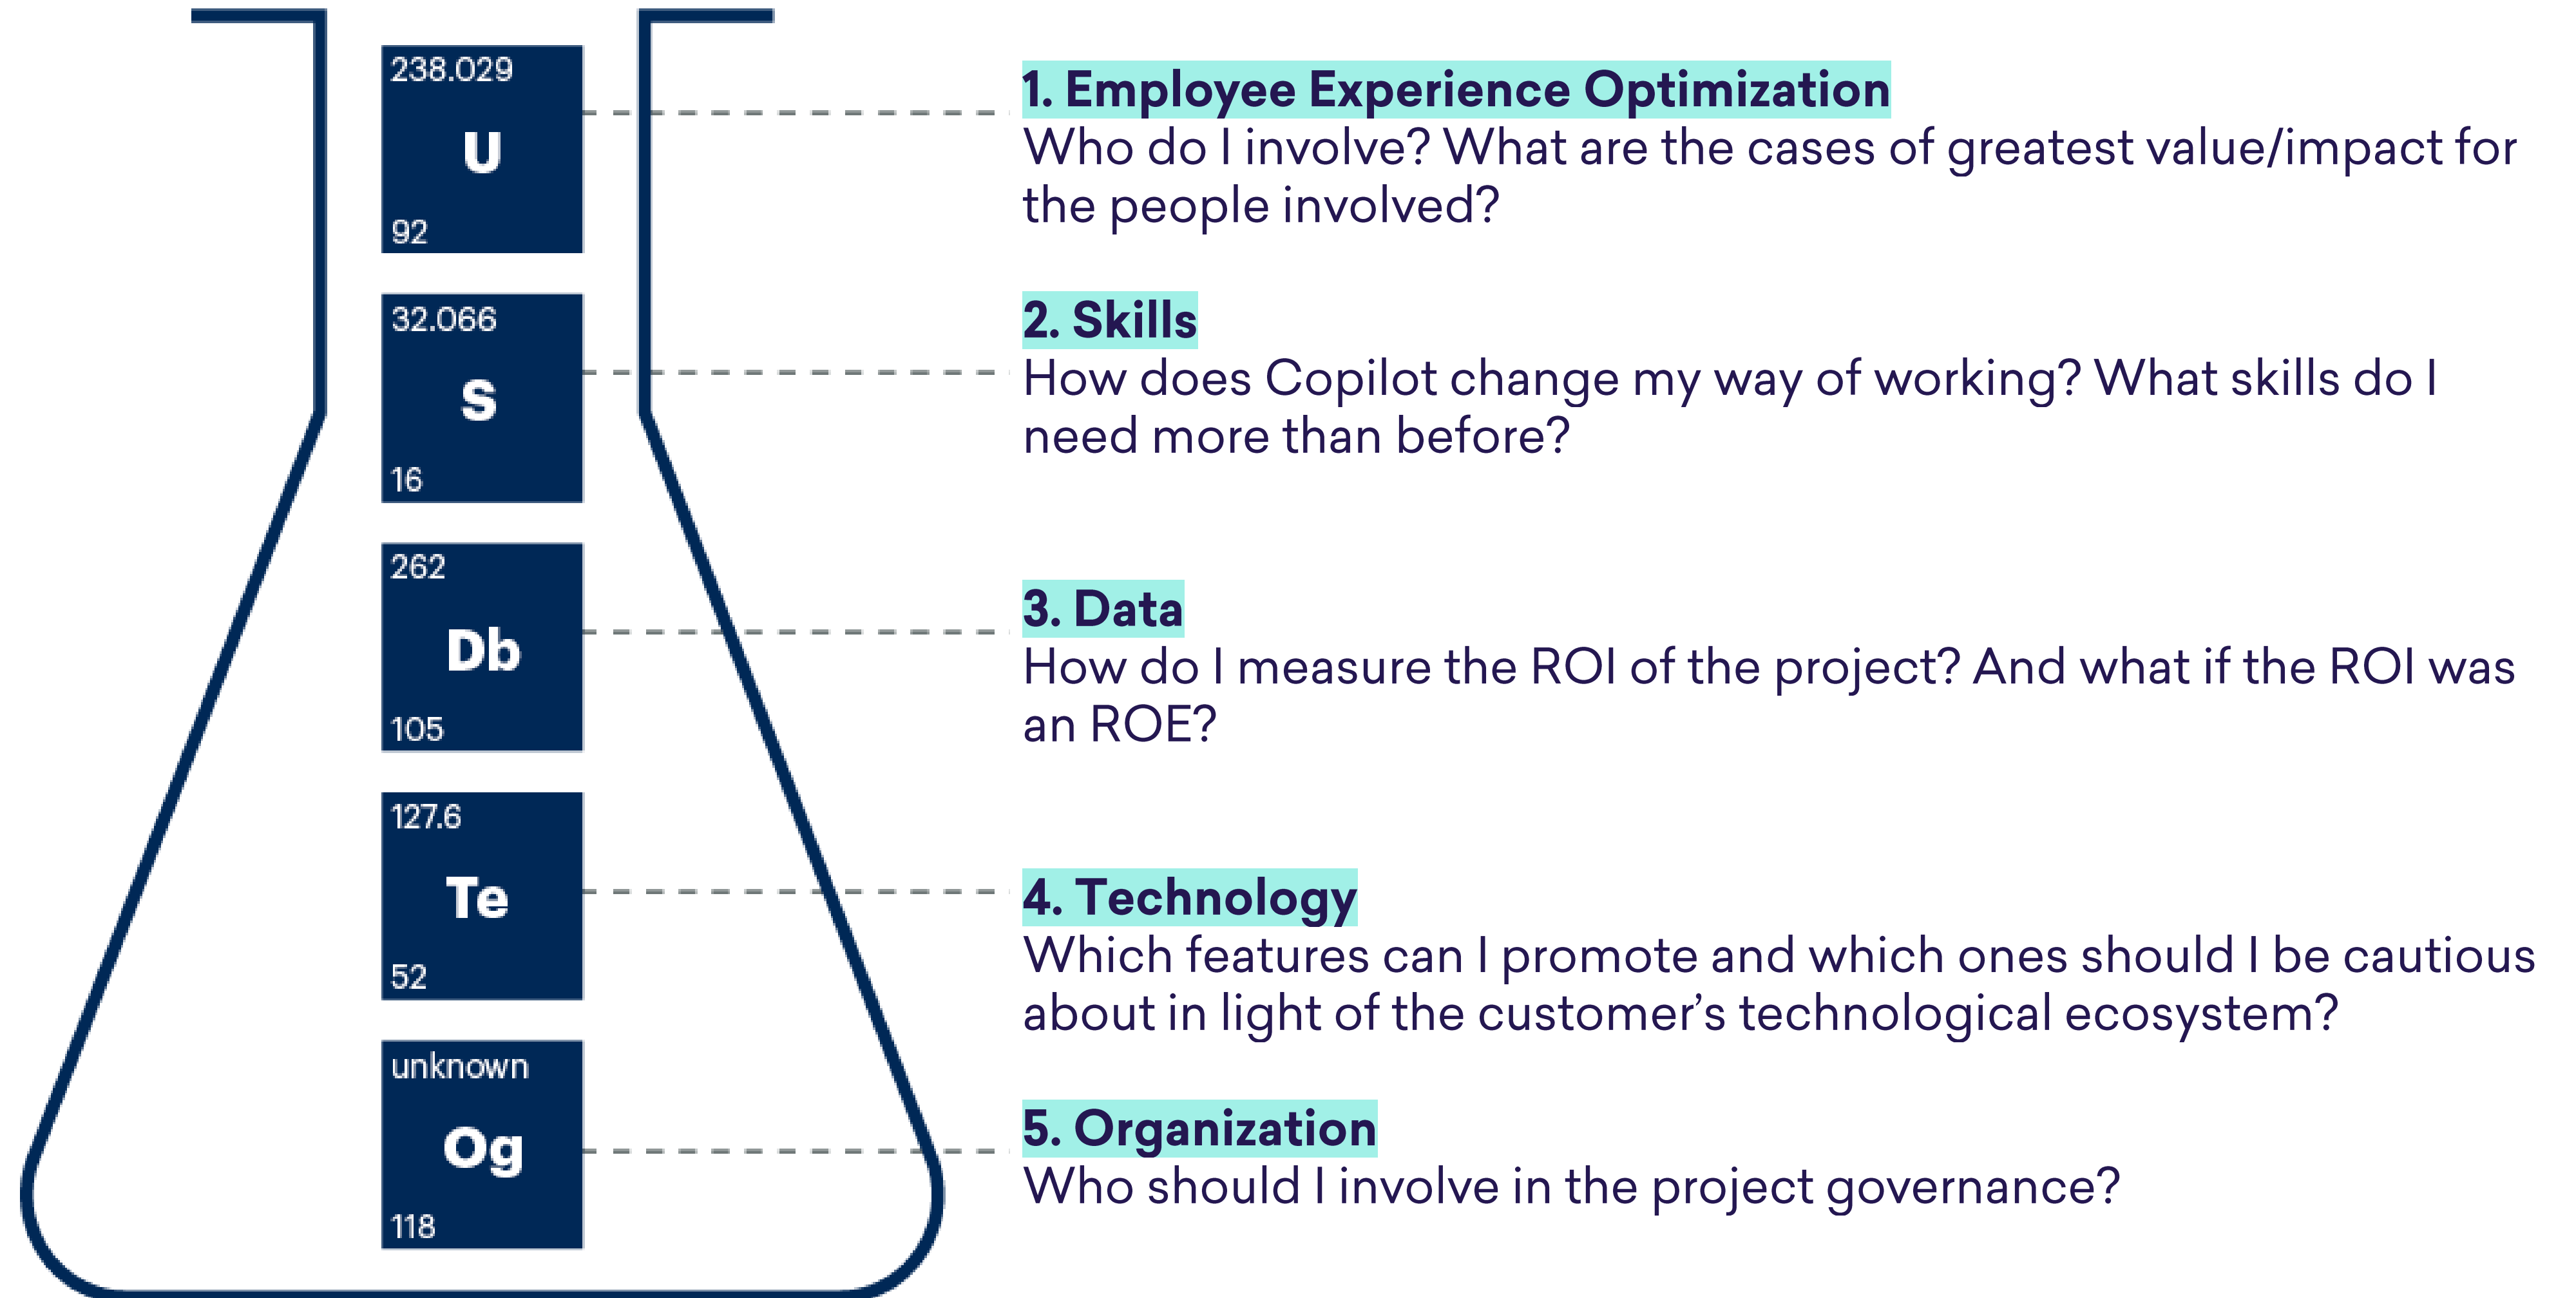 238.029
U
92
1. Employee Experience Optimization
Who do I involve? What are the cases of greatest value/impact for
the people involved?
32.066
S
16
2. Skills
How does Copilot change my way of working? What skills do I
need more than before?
262
Db
105
3. Data
How do I measure the ROI of the project? And what if the ROI was
an ROE?
127.6
Te
52
4. Technology
Which features can I promote and which ones should I be cautious
about in light of the customer’s technological ecosystem?
unknown
Og
118
5. Organization
Who should I involve in the project governance?